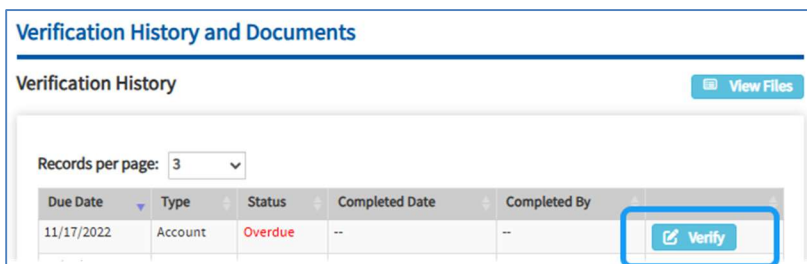 Verification History and Documents
Verification History
View Files
Records per page: 3
Due Date Type Status Completed Date Completed By
11/17/2022 Account Overdue -- -- Verify